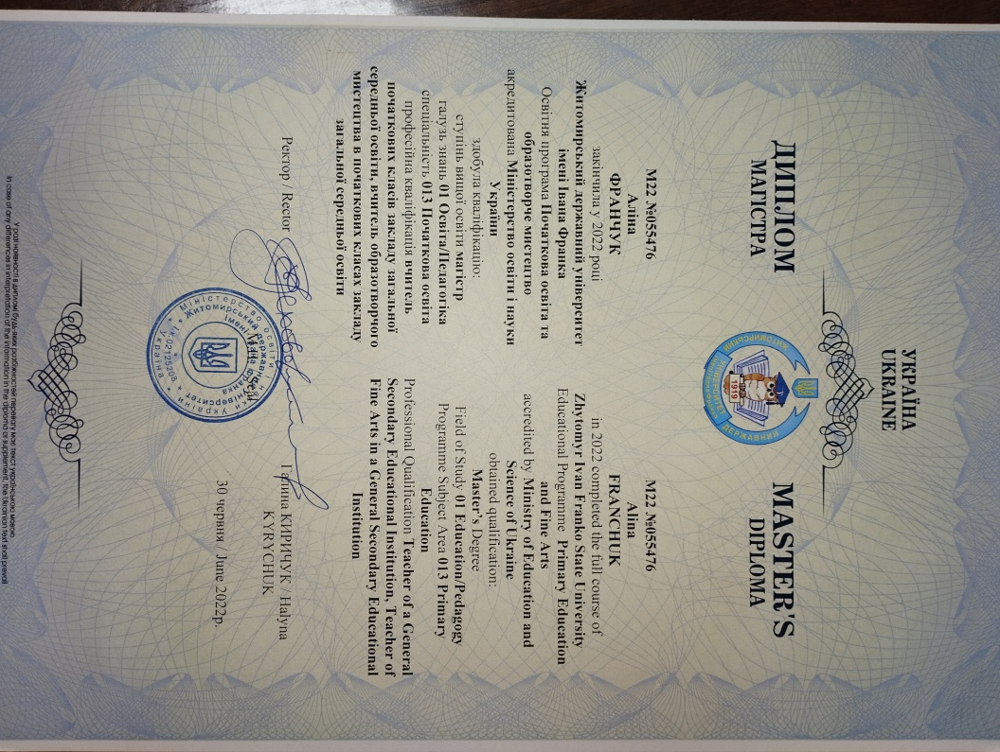 УКРАЇНА
UKRAINE
ДИПЛОМ
МАГІСТРА
ЖИТОМИРСЬКИЙ
ДЕРЖАВНИЙ
УНІВЕРСИТЕТ
1919
M22 №055476
Аліна
ФРАНЧУК
закінчила у 2022 році
Житомирський державний університет
імені Івана Франка
Освітня програма Початкова освіта та
образотворче мистецтво
акредитована Міністерство освіти і науки
України
здобула кваліфікацію:
ступінь вищої освіти магістр
галузь знань 01 Освіта/Педагогіка
спеціальність 013 Початкова освіта
професійна кваліфікація вчитель
початкових класів закладу загальної
середньої освіти, вчитель образотворчого
мистецтва в початкових класах закладу
загальної середньої освіти
MASTER'S
DIPLOMA
M22 №055476
Alina
FRANCHUK
in 2022 completed the full course of
Zhytomyr Ivan Franko State University
Educational Programme Primary Education
and Fine Arts
accredited by Ministry of Education and
Science of Ukraine
obtained qualification:
Master's Degree
Field of Study 01 Education/Pedagogy
Programme Subject Area 013 Primary
Education
Professional Qualification Teacher of a General
Secondary Educational Institution, Teacher of
Fine Arts in a General Secondary Educational
Institution
Ректор / Rector
Галина КИРИЧУК / Halyna
KYRYCHUK
Міністерство освіти і науки України
Житомирський державний університет
імені Івана Франка
02125208
Україна
30 червня / June 2022р.
У разі наявності в дипломі будь-яких розбіжностей перевагу має текст українською мовою.
In case of any differences in interpretation of the information in the diploma or supplement, the Ukrainian text shall prevail